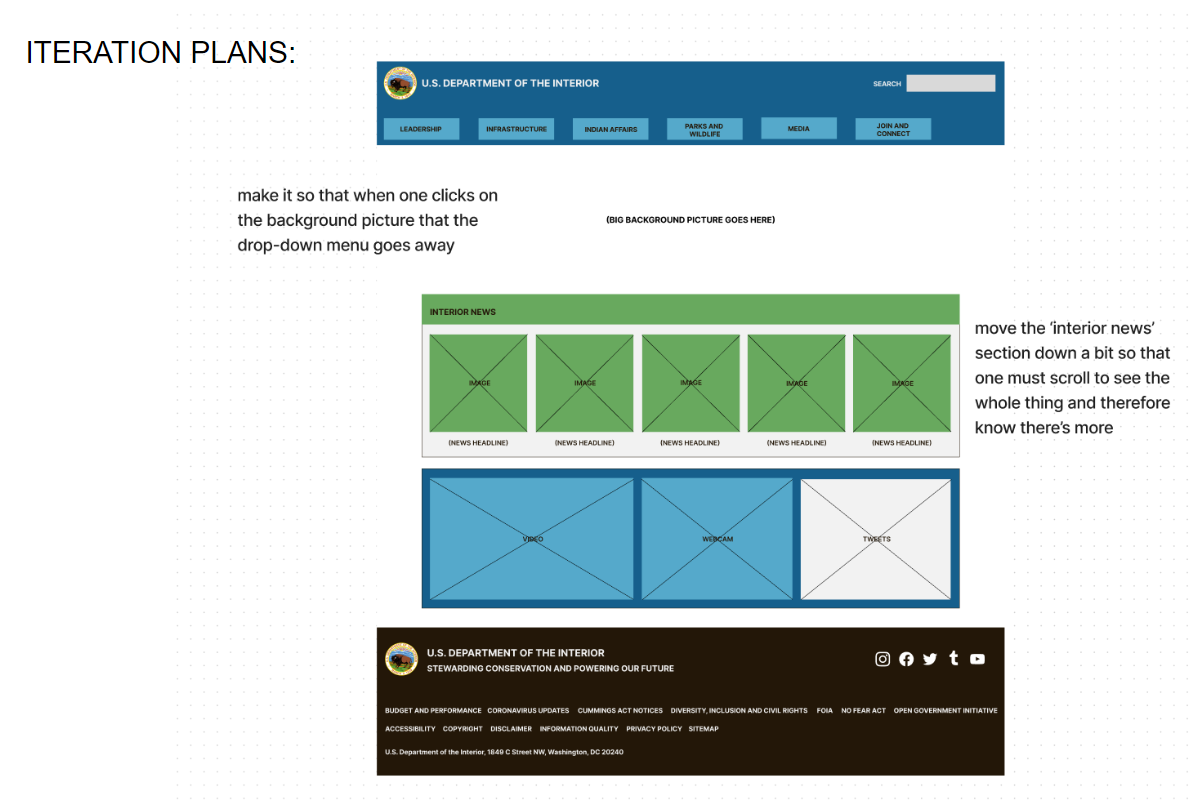 ITERATION PLANS:
U.S. DEPARTMENT OF THE INTERIOR
SEARCH
LEADERSHIP
INFRASTRUCTURE
INDIAN AFFAIRS
PARKS AND
WILDLIFE
MEDIA
JOIN AND
CONNECT
make it so that when one clicks on
the background picture that the
drop-down menu goes away
(BIG BACKGROUND PICTURE GOES HERE)
INTERIOR NEWS
IMAGE
IMAGE
IMAGE
IMAGE
IMAGE
(NEWS HEADLINE)
(NEWS HEADLINE)
(NEWS HEADLINE)
(NEWS HEADLINE)
(NEWS HEADLINE)
move the ‘interior news’
section down a bit so that
one must scroll to see the
whole thing and therefore
know there’s more
VIDEO
WEBCAM
TWEETS
U.S. DEPARTMENT OF THE INTERIOR
STEWARDING CONSERVATION AND POWERING OUR FUTURE
BUDGET AND PERFORMANCE CORONAVIRUS UPDATES CUMMINGS ACT NOTICES DIVERSITY, INCLUSION AND CIVIL RIGHTS FOIA NO FEAR ACT OPEN GOVERNMENT INITIATIVE
ACCESSIBILITY COPYRIGHT DISCLAIMER INFORMATION QUALITY PRIVACY POLICY SITEMAP
U.S. Department of the Interior, 1849 C Street NW, Washington, DC 20240